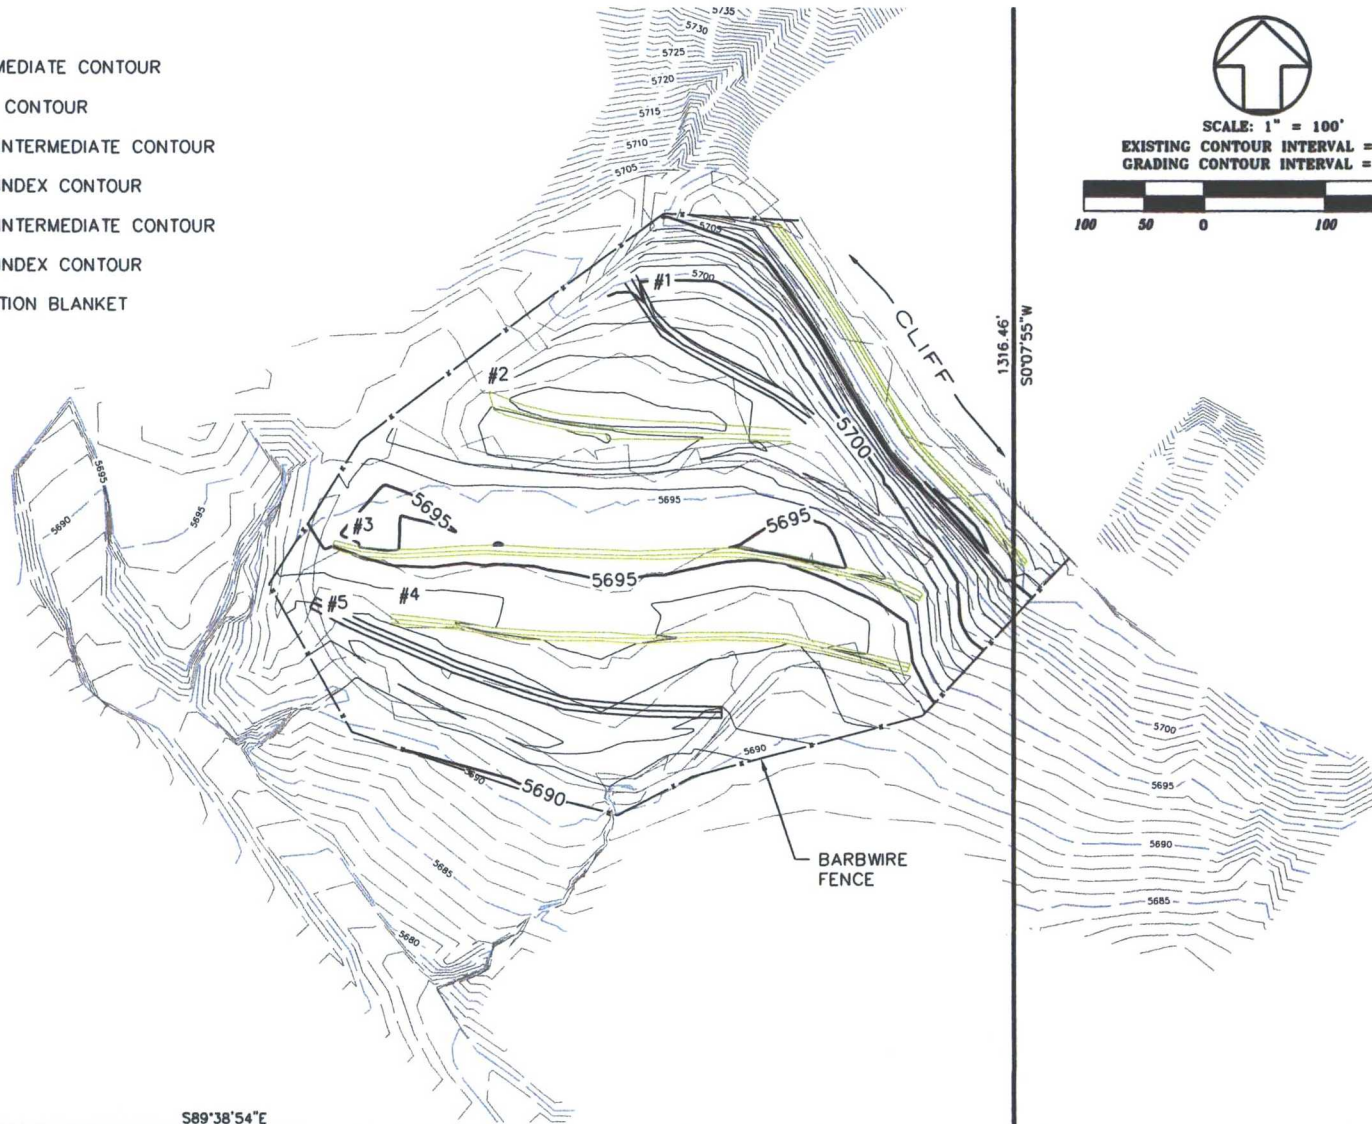 MEDIATE CONTOUR
CONTOUR
NTERMEDIATE CONTOUR
NDEX CONTOUR
NTERMEDIATE CONTOUR
NDEX CONTOUR
TION BLANKET
SCALE: 1" = 100'
EXISTING CONTOUR INTERVAL =
GRADING CONTOUR INTERVAL =
100 50 0 100
5735
5730
5725
5720
5715
5710
5705
5705
#1
5700
CLIFF
1316.46'
S0°07'55"W
#2
5700
5695
5690
5695
5695
5695
#3
5695
5695
#4
#5
5690
5690
5690
BARBWIRE
FENCE
5685
5680
5700
5695
5690
5685
S89°38'54"E